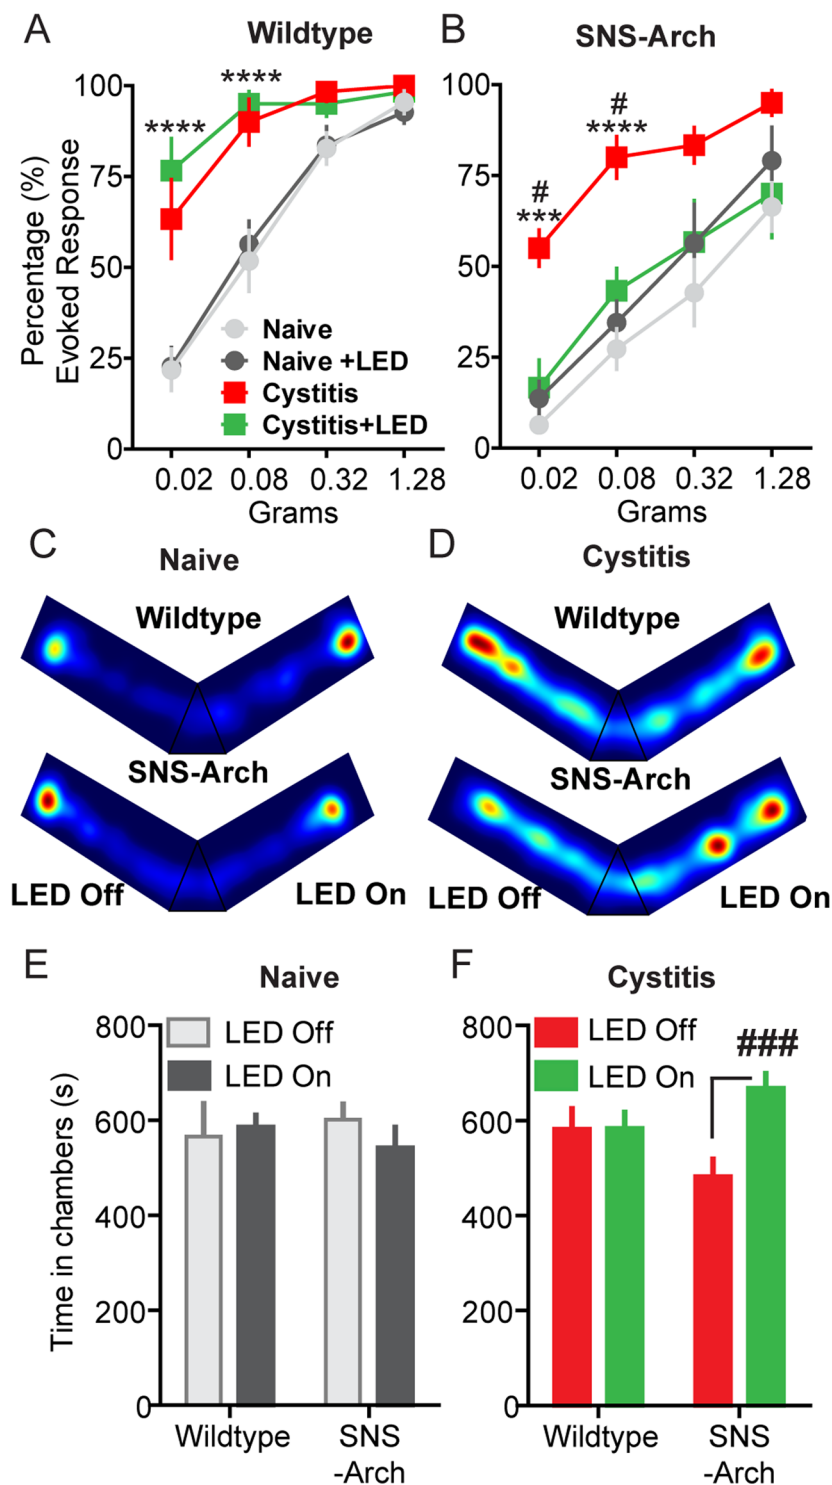 A
Wildtype
B
SNS-Arch
Percentage (%)
Evoked Response
100
75
50
25
0
****
****
Naive
Naive +LED
Cystitis
Cystitis+LED
0.02 0.08 0.32 1.28
Grams
100
75
50
25
0
#
***
#
****
0.02 0.08 0.32 1.28
Grams
C
Naive
Wildtype
SNS-Arch
LED Off
LED On
D
Cystitis
Wildtype
SNS-Arch
LED Off
LED On
E
Naive
Time in chambers (s)
800
600
400
200
0
LED Off
LED On
Wildtype
SNS
-Arch
F
Cystitis
800
600
400
200
0
LED Off
LED On
###
Wildtype
SNS
-Arch